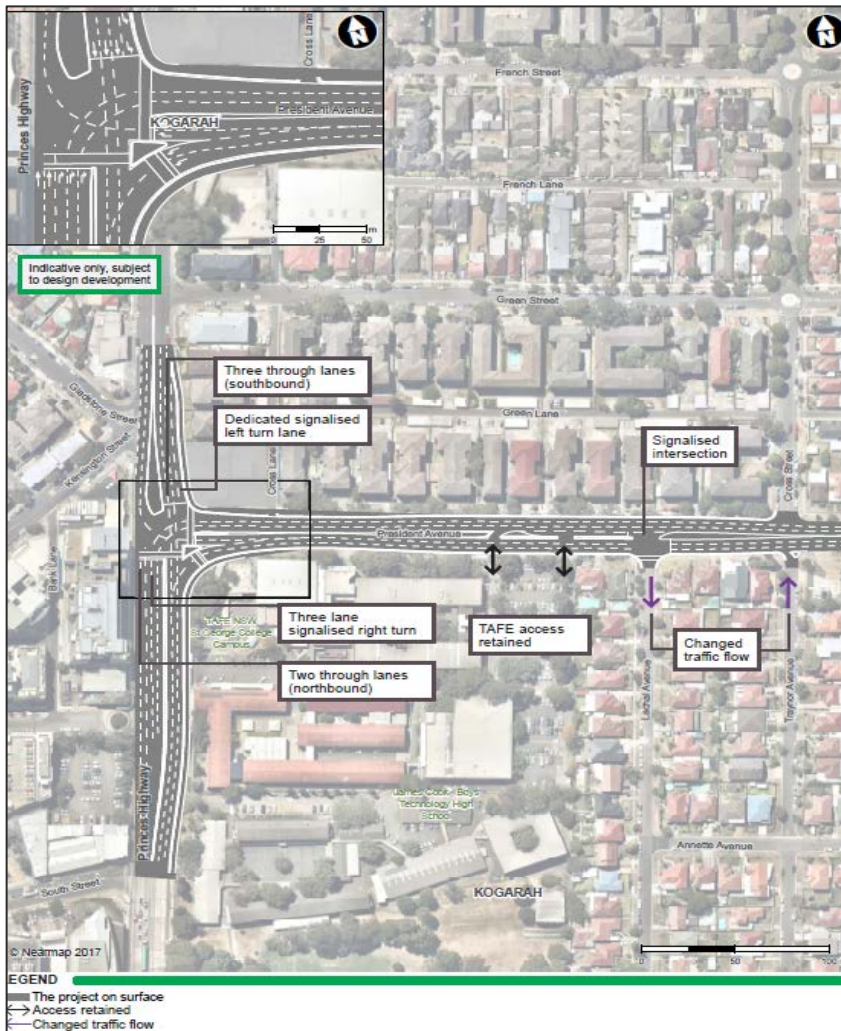 N
N
Cross Lane
Princes Highway
President Avenue
KOGARAH
0 25 50 m
French Street
French Lane
Indicative only, subject
to design development
Green Street
Three through lanes
(southbound)
Gladstone Street
Dedicated signalised
left turn lane
Green Lane
Kensington Street
Signalised
intersection
Cross Lane
Cross Street
President Avenue
Bank Lane
TAFE NSW
St George College
Campus
Three lane
signalised right turn
TAFE access
retained
Changed
traffic flow
Two through lanes
(northbound)
Lachal Avenue
Traynor Avenue
James Cook Boys
Technology High
School
Princes Highway
Annette Avenue
South Street
KOGARAH
© Nearmap 2017
0 50 100
EGEND
The project on surface
Access retained
Changed traffic flow